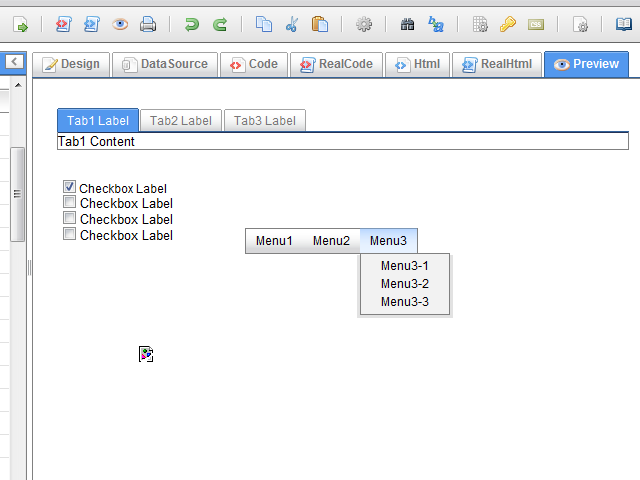 Design DataSource Code RealCode Html RealHtml Preview
Tab1 Label Tab2 Label Tab3 Label
Tab1 Content
Checkbox Label
Checkbox Label
Checkbox Label
Checkbox Label
Menu1 Menu2 Menu3
Menu3-1
Menu3-2
Menu3-3